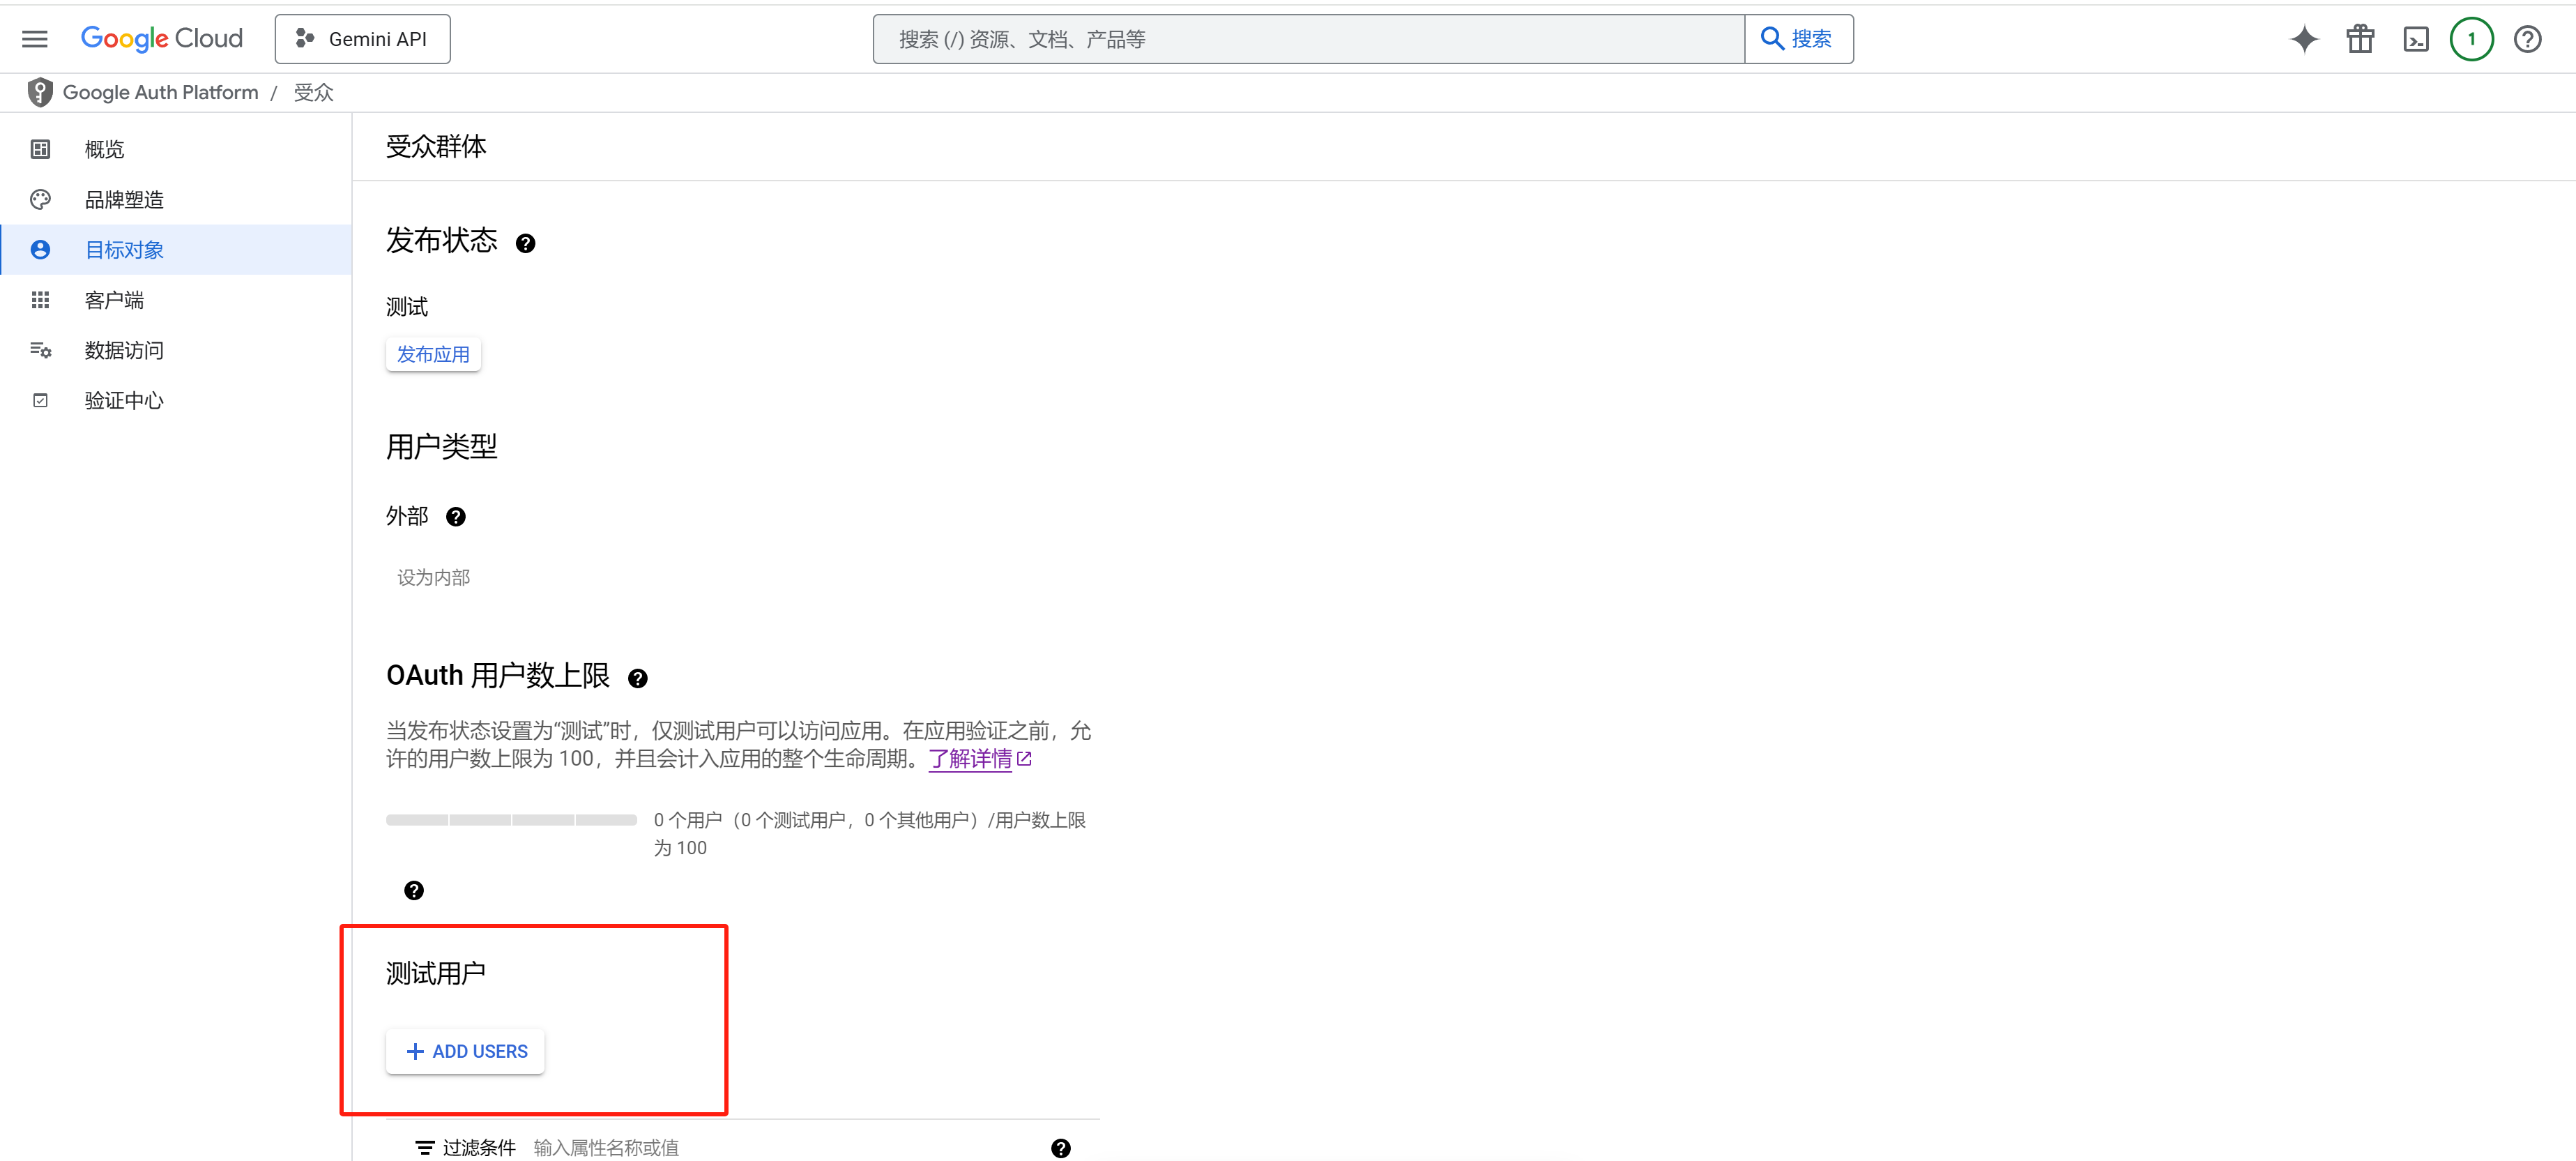 Google Cloud
Gemini API
搜索 (/) 资源、文档、产品等
搜索
1
Google Auth Platform / 受众
概览
品牌塑造
目标对象
客户端
数据访问
验证中心
受众群体
发布状态
测试
发布应用
用户类型
外部
设为内部
OAuth 用户数上限
当发布状态设置为“测试”时，仅测试用户可以访问应用。在应用验证之前，允
许的用户数上限为 100，并且会计入应用的整个生命周期。了解详情
0 个用户（0 个测试用户，0 个其他用户）/用户数上限
为 100
测试用户
+ ADD USERS
过滤条件 输入属性名称或值